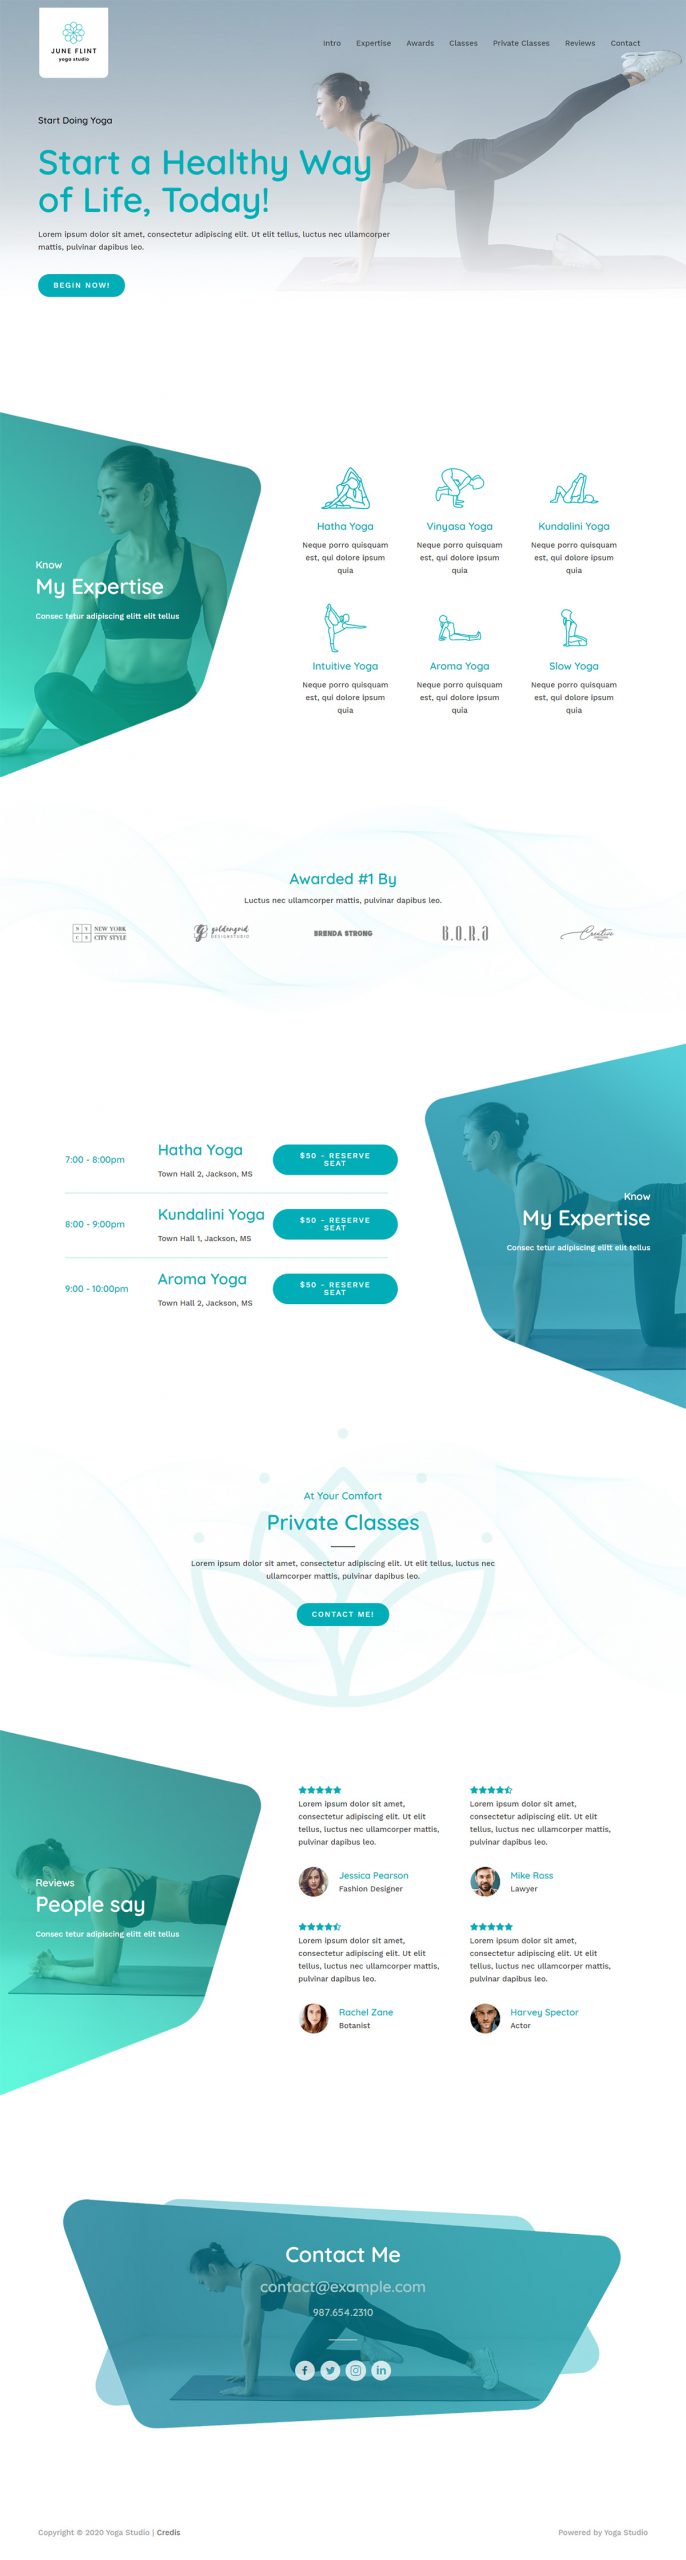 JUNE FLINT
yoga studio
Intro Expertise Awards Classes Private Classes Reviews Contact
Start Doing Yoga
Start a Healthy Way
of Life, Today!
Lorem ipsum dolor sit amet, consectetur adipiscing elit. Ut elit tellus, luctus nec ullamcorper
mattis, pulvinar dapibus leo.
BEGIN NOW!
Know
My Expertise
Consec tetur adipiscing elitt elit tellus
Hatha Yoga
Neque porro quisquam
est, qui dolore ipsum
quia
Vinyasa Yoga
Neque porro quisquam
est, qui dolore ipsum
quia
Kundalini Yoga
Neque porro quisquam
est, qui dolore ipsum
quia
Intuitive Yoga
Neque porro quisquam
est, qui dolore ipsum
quia
Aroma Yoga
Neque porro quisquam
est, qui dolore ipsum
quia
Slow Yoga
Neque porro quisquam
est, qui dolore ipsum
quia
Awarded #1 By
Luctus nec ullamcorper mattis, pulvinar dapibus leo.
N Y
C S
NEW YORK
CITY STYLE
goldengrid
DESIGNSTUDIO
BRENDA STRONG
B.O.R.A
Creative
7:00 - 8:00pm
Hatha Yoga
Town Hall 2, Jackson, MS
$50 - RESERVE
SEAT
8:00 - 9:00pm
Kundalini Yoga
Town Hall 1, Jackson, MS
$50 - RESERVE
SEAT
9:00 - 10:00pm
Aroma Yoga
Town Hall 2, Jackson, MS
$50 - RESERVE
SEAT
Know
My Expertise
Consec tetur adipiscing elitt elit tellus
At Your Comfort
Private Classes
Lorem ipsum dolor sit amet, consectetur adipiscing elit. Ut elit tellus, luctus nec
ullamcorper mattis, pulvinar dapibus leo.
CONTACT ME!
Reviews
People say
Consec tetur adipiscing elitt elit tellus
Lorem ipsum dolor sit amet,
consectetur adipiscing elit. Ut elit
tellus, luctus nec ullamcorper mattis,
pulvinar dapibus leo.
Jessica Pearson
Fashion Designer
Lorem ipsum dolor sit amet,
consectetur adipiscing elit. Ut elit
tellus, luctus nec ullamcorper mattis,
pulvinar dapibus leo.
Mike Ross
Lawyer
Lorem ipsum dolor sit amet,
consectetur adipiscing elit. Ut elit
tellus, luctus nec ullamcorper mattis,
pulvinar dapibus leo.
Rachel Zane
Botanist
Lorem ipsum dolor sit amet,
consectetur adipiscing elit. Ut elit
tellus, luctus nec ullamcorper mattis,
pulvinar dapibus leo.
Harvey Spector
Actor
Contact Me
contact@example.com
987.654.2310
Copyright © 2020 Yoga Studio | Credis
Powered by Yoga Studio